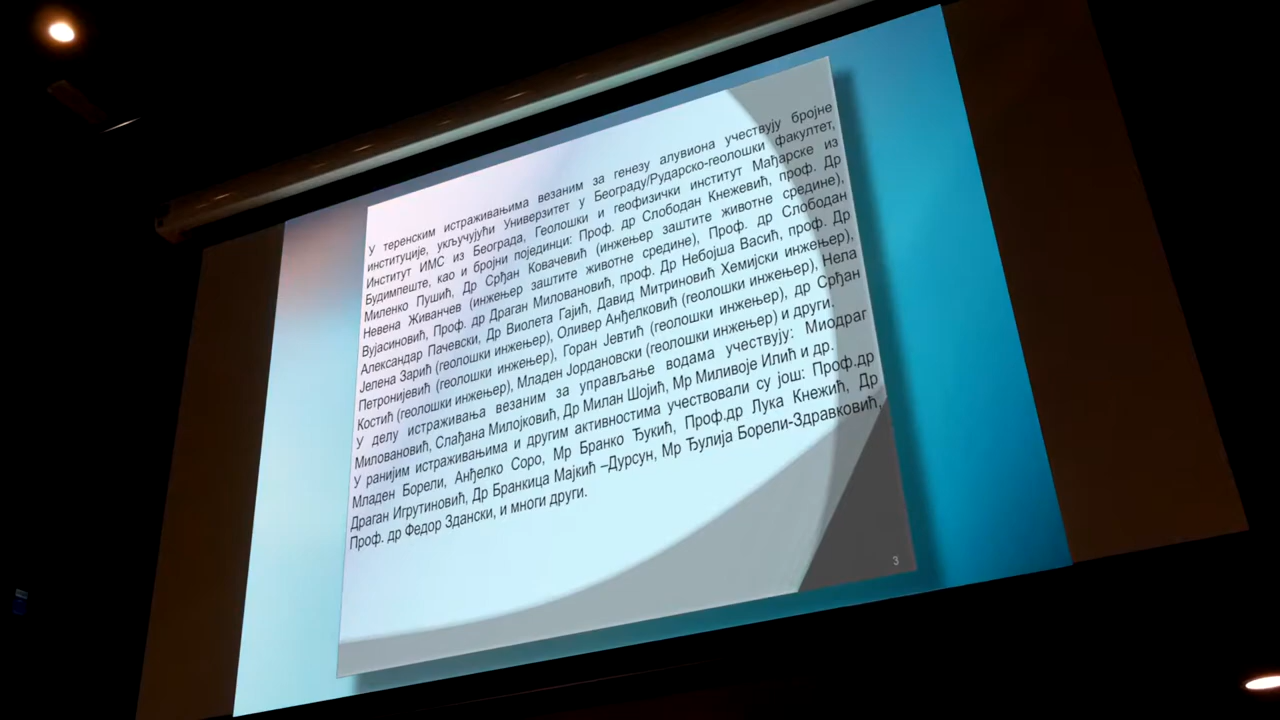 У теренским истраживањима везаним за генезу алувиона учествују бројне
институције, укључујући Универзитет у Београду/Рударско-геолошки факултет,
Институт ИМС из Београда, Геолошки и геофизички институт Мађарске из
Будимпеште, као и бројни појединци: Проф. др Слободан Кнежевић, проф. Др
Миленко Пушић, Др Срђан Ковачевић (инжењер заштите животне средине),
Невена Живанчев (инжењер заштите животне средине), Проф. др Слободан
Вујасиновић, Проф. др Драган Миловановић, проф. Др Небојша Васић, проф. Др
Александар Пачевски, Др Виолета Гајић, Давид Митриновић Хемијски инжењер),
Јелена Зарић (геолошки инжењер), Оливер Анђелковић (геолошки инжењер), Нела
Петронијевић (геолошки инжењер), Горан Јевтић (геолошки инжењер), др Срђан
Костић (геолошки инжењер), Младен Јордановски (геолошки инжењер) и други.
У делу истраживања везаним за управљање водама учествују: Миодраг
Миловановић, Слађана Милојковић, Др Милан Шојић, Мр Миливоје Илић и др.
У ранијим истраживањима и другим активностима учествовали су још: Проф.др
Младен Борели, Анђелко Соро, Мр Бранко Ђукић, Проф.др Лука Кнежић, Др
Драган Игрутиновић, Др Бранкица Мајкић –Дурсун, Мр Ђулија Борели-Здравковић,
Проф. др Федор Здански, и многи други.
3